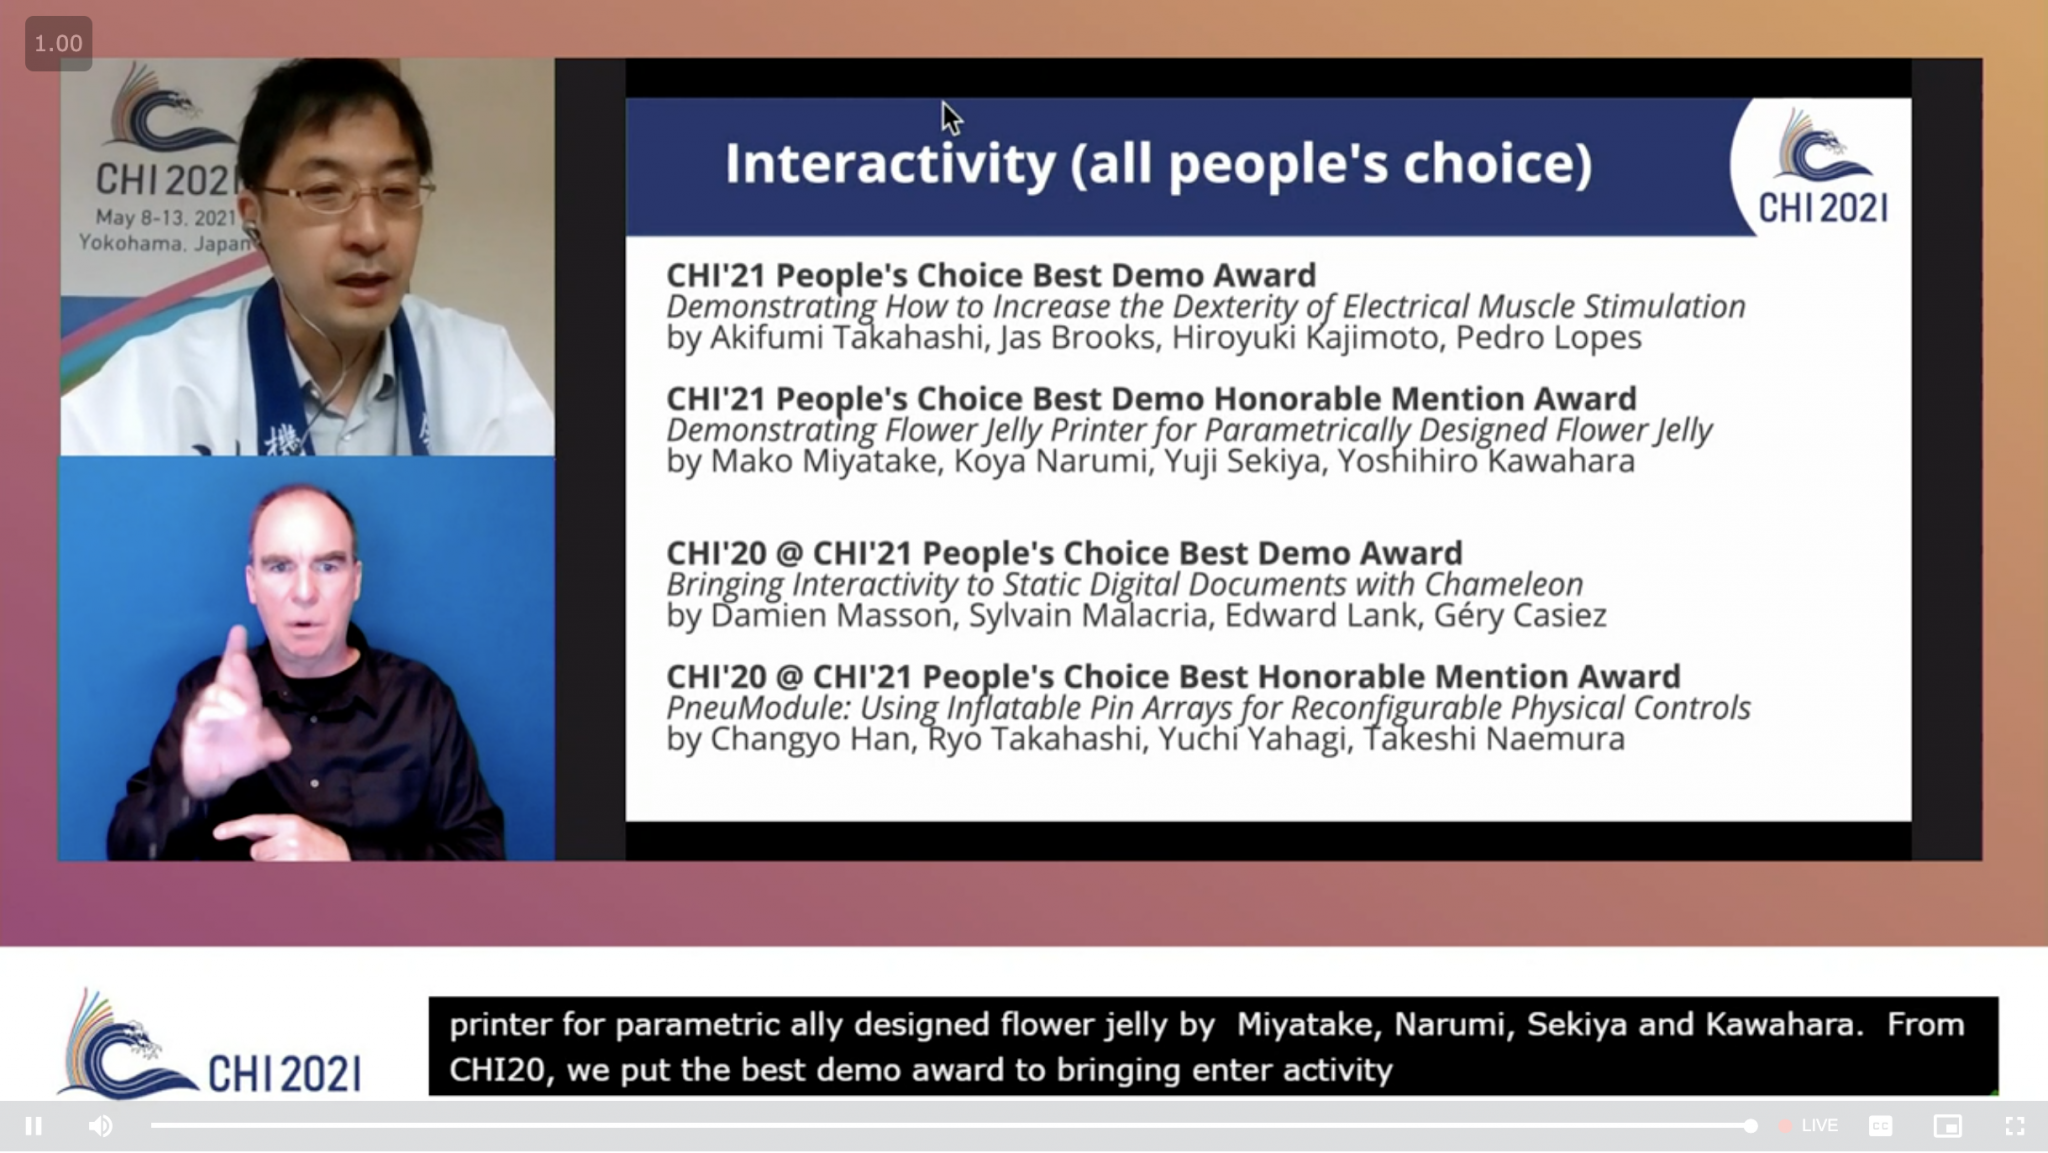 1.00
CHI 2021
May 8-13, 2021
Yokohama, Japan
機
Interactivity (all people's choice)
CHI 2021
CHI'21 People's Choice Best Demo Award
Demonstrating How to Increase the Dexterity of Electrical Muscle Stimulation
by Akifumi Takahashi, Jas Brooks, Hiroyuki Kajimoto, Pedro Lopes
CHI'21 People's Choice Best Demo Honorable Mention Award
Demonstrating Flower Jelly Printer for Parametrically Designed Flower Jelly
by Mako Miyatake, Koya Narumi, Yuji Sekiya, Yoshihiro Kawahara
CHI'20 @ CHI'21 People's Choice Best Demo Award
Bringing Interactivity to Static Digital Documents with Chameleon
by Damien Masson, Sylvain Malacria, Edward Lank, Géry Casiez
CHI'20 @ CHI'21 People's Choice Best Honorable Mention Award
PneuModule: Using Inflatable Pin Arrays for Reconfigurable Physical Controls
by Changyo Han, Ryo Takahashi, Yuchi Yahagi, Takeshi Naemura
CHI 2021
printer for parametric ally designed flower jelly by  Miyatake, Narumi, Sekiya and Kawahara.  From
CHI20, we put the best demo award to bringing enter activity
LIVE
CC